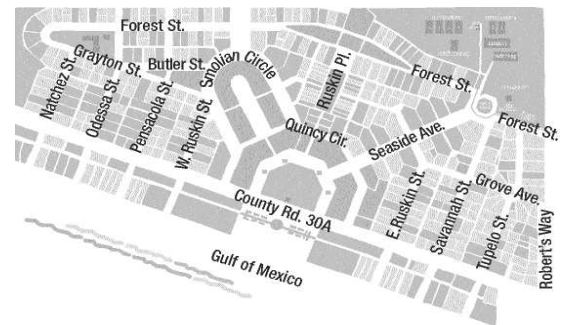 Forest St.
Grayton St.
Butler St.
Smolian Circle
Natchez St.
Odessa St.
Pensacola St.
W. Ruskin St.
Ruskin Pl.
Forest St.
Quincy Cir.
Seaside Ave.
Forest St.
Grove Ave.
County Rd. 30A
E.Ruskin St.
Savannah St.
Tupelo St.
Robert's Way
Gulf of Mexico